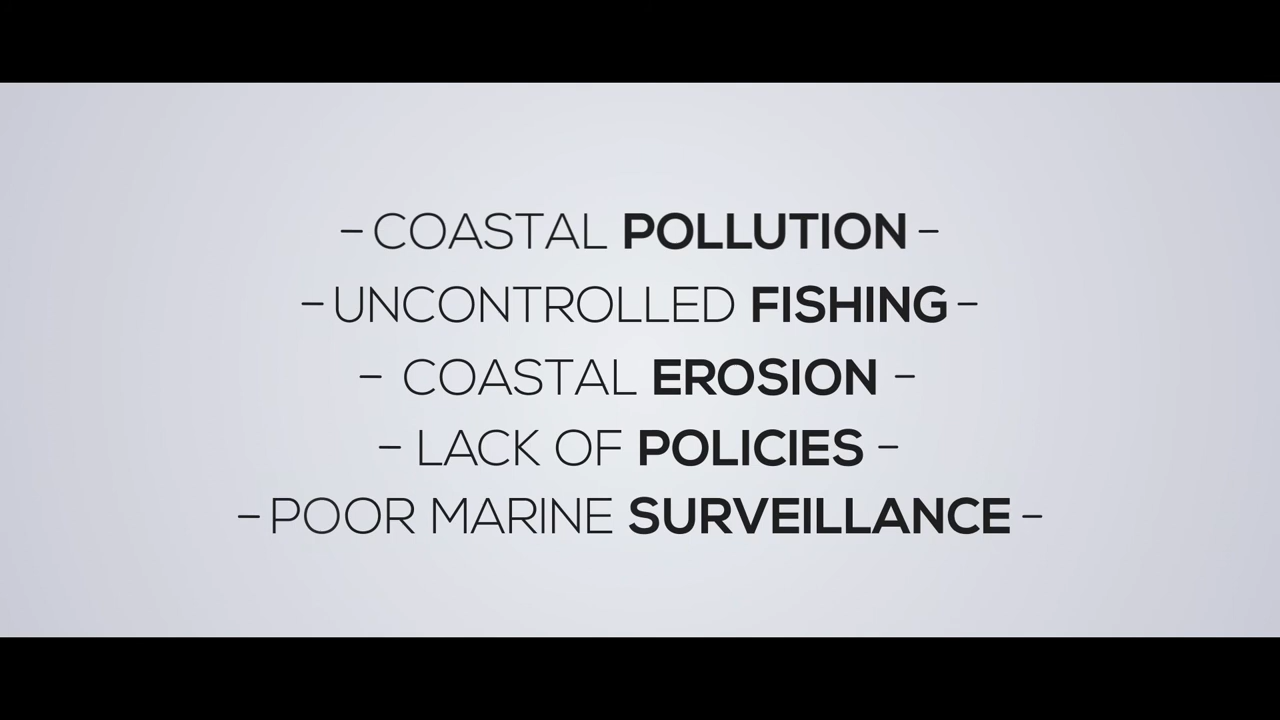 – COASTAL POLLUTION –
– UNCONTROLLED FISHING –
– COASTAL EROSION –
– LACK OF POLICIES –
– POOR MARINE SURVEILLANCE –